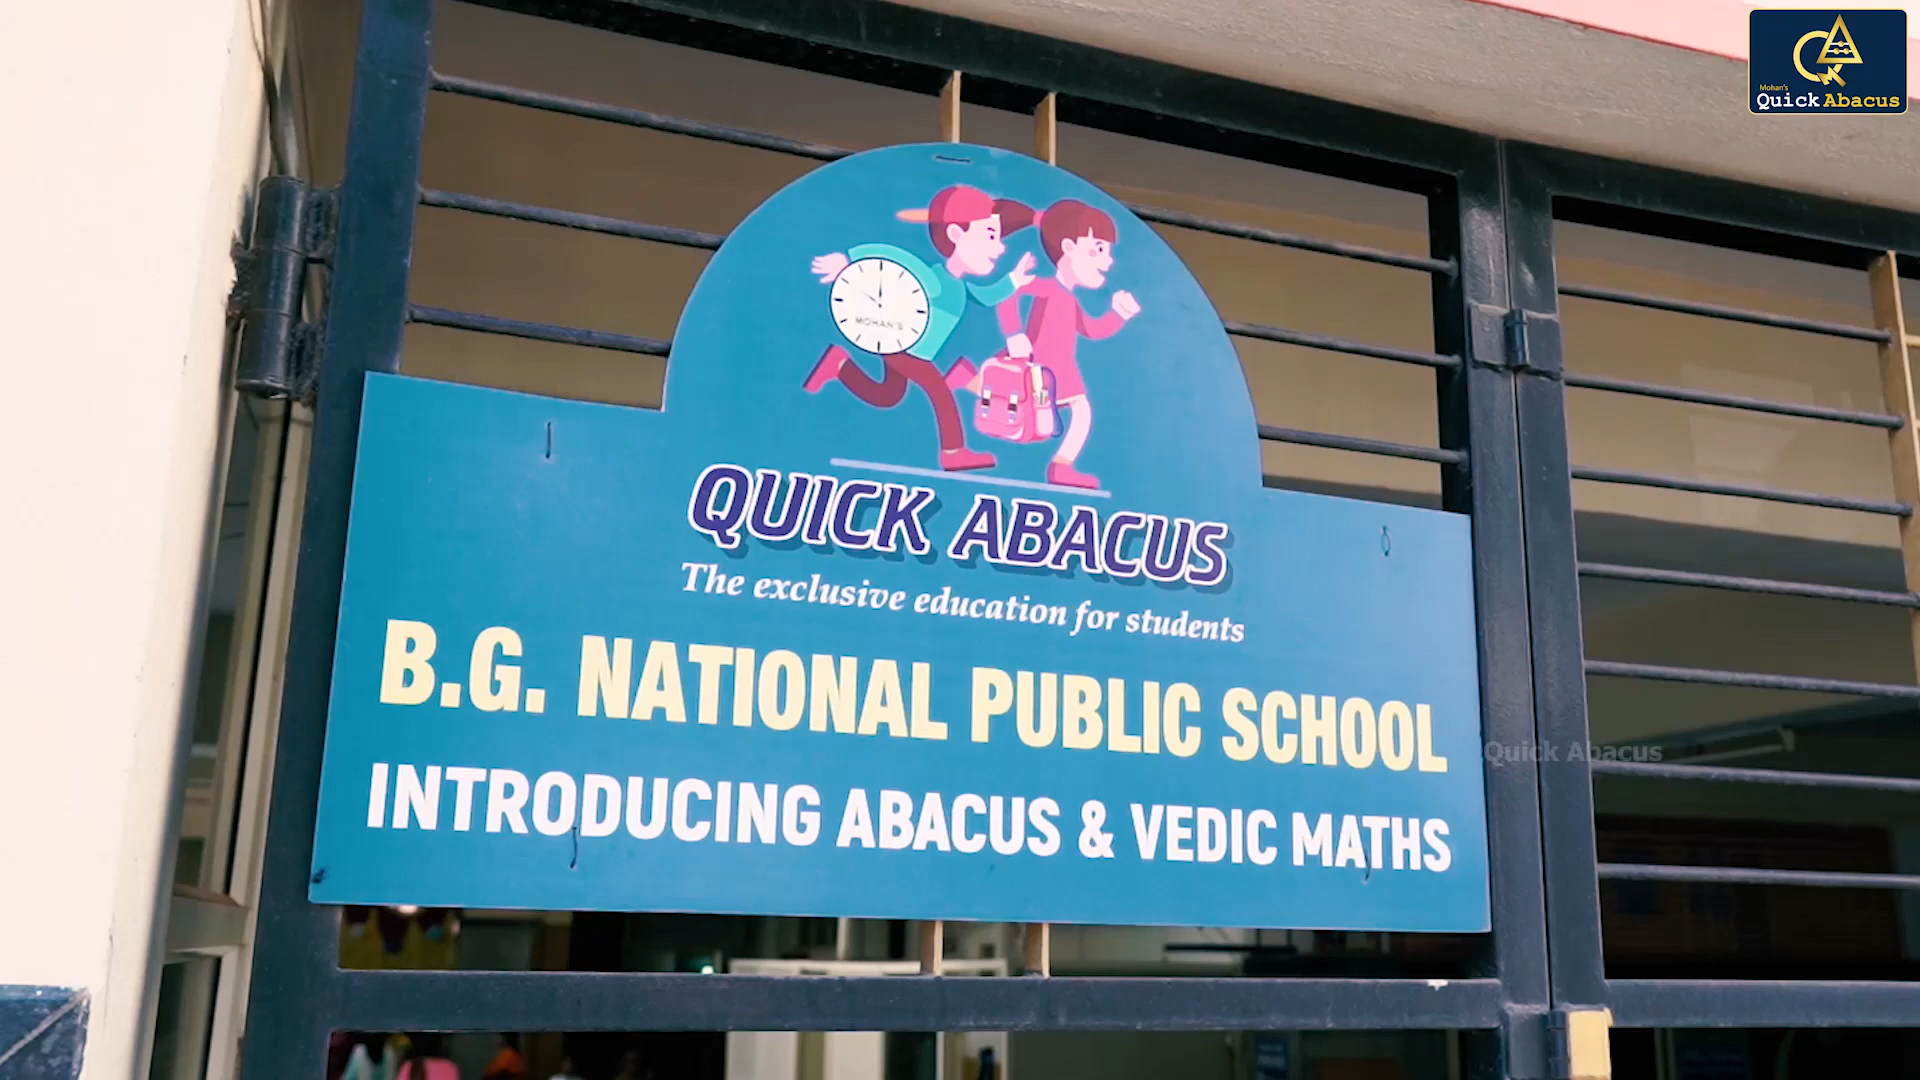 Mohan's
Quick Abacus
MOHAN'S
QUICK ABACUS
The exclusive education for students
B.G. NATIONAL PUBLIC SCHOOL
INTRODUCING ABACUS & VEDIC MATHS
Quick Abacus